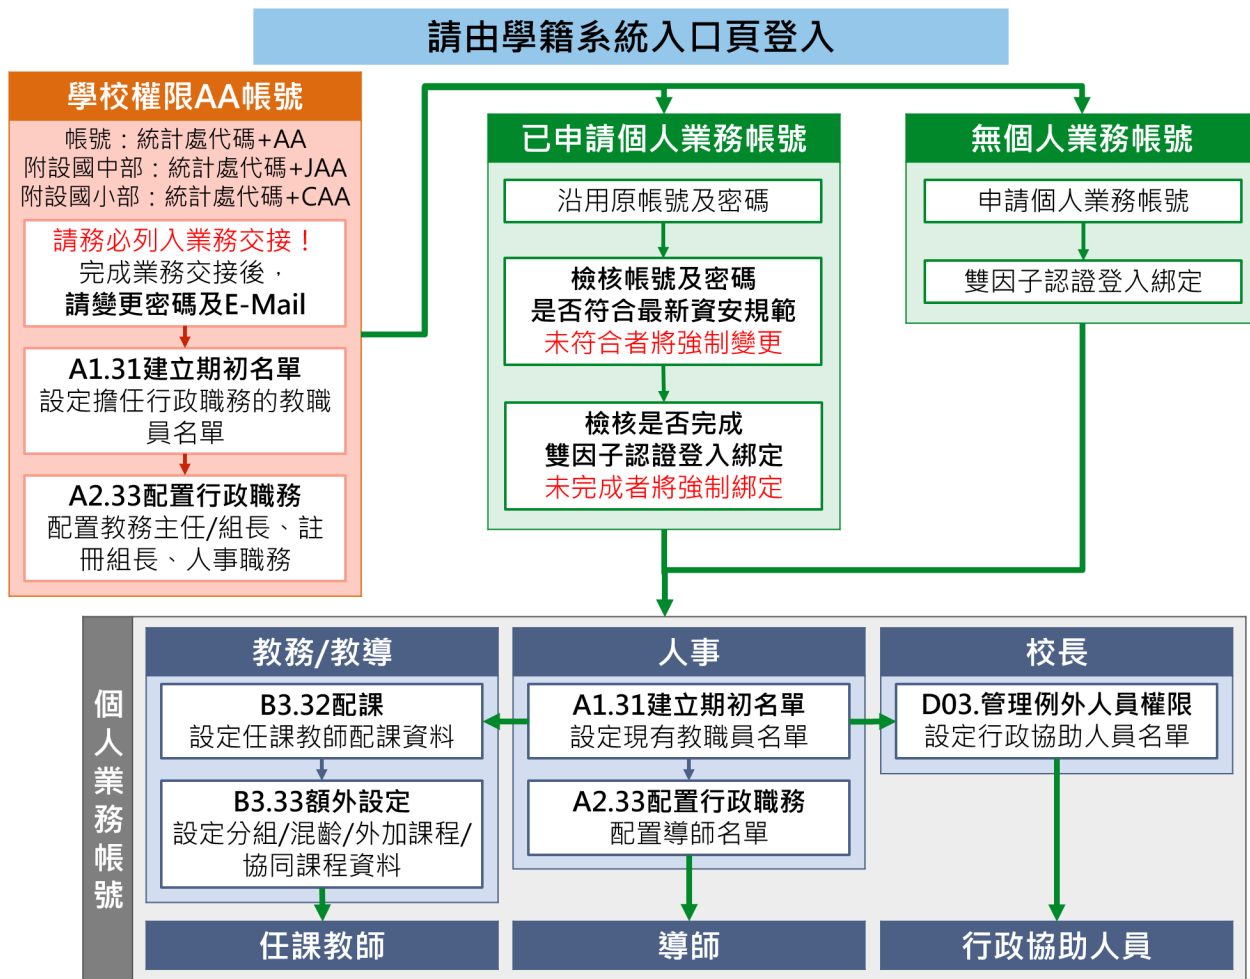 請由學籍系統入口頁登入
學校權限AA帳號
帳號：統計處代碼+AA
附設國中部：統計處代碼+JAA
附設國小部：統計處代碼+CAA
請務必列入業務交接！
完成業務交接後，
請變更密碼及E-Mail
A1.31建立期初名單
設定擔任行政職務的教職
員名單
A2.33配置行政職務
配置教務主任/組長、註
冊組長、人事職務
已申請個人業務帳號
沿用原帳號及密碼
檢核帳號及密碼
是否符合最新資安規範
未符合者將強制變更
檢核是否完成
雙因子認證登入綁定
未完成者將強制綁定
無個人業務帳號
申請個人業務帳號
雙因子認證登入綁定
個人業務帳號
教務/教導
B3.32配課
設定任課教師配課資料
B3.33額外設定
設定分組/混齡/外加課程/
協同課程資料
任課教師
人事
A1.31建立期初名單
設定現有教職員名單
A2.33配置行政職務
配置導師名單
導師
校長
D03.管理例外人員權限
設定行政協助人員名單
行政協助人員